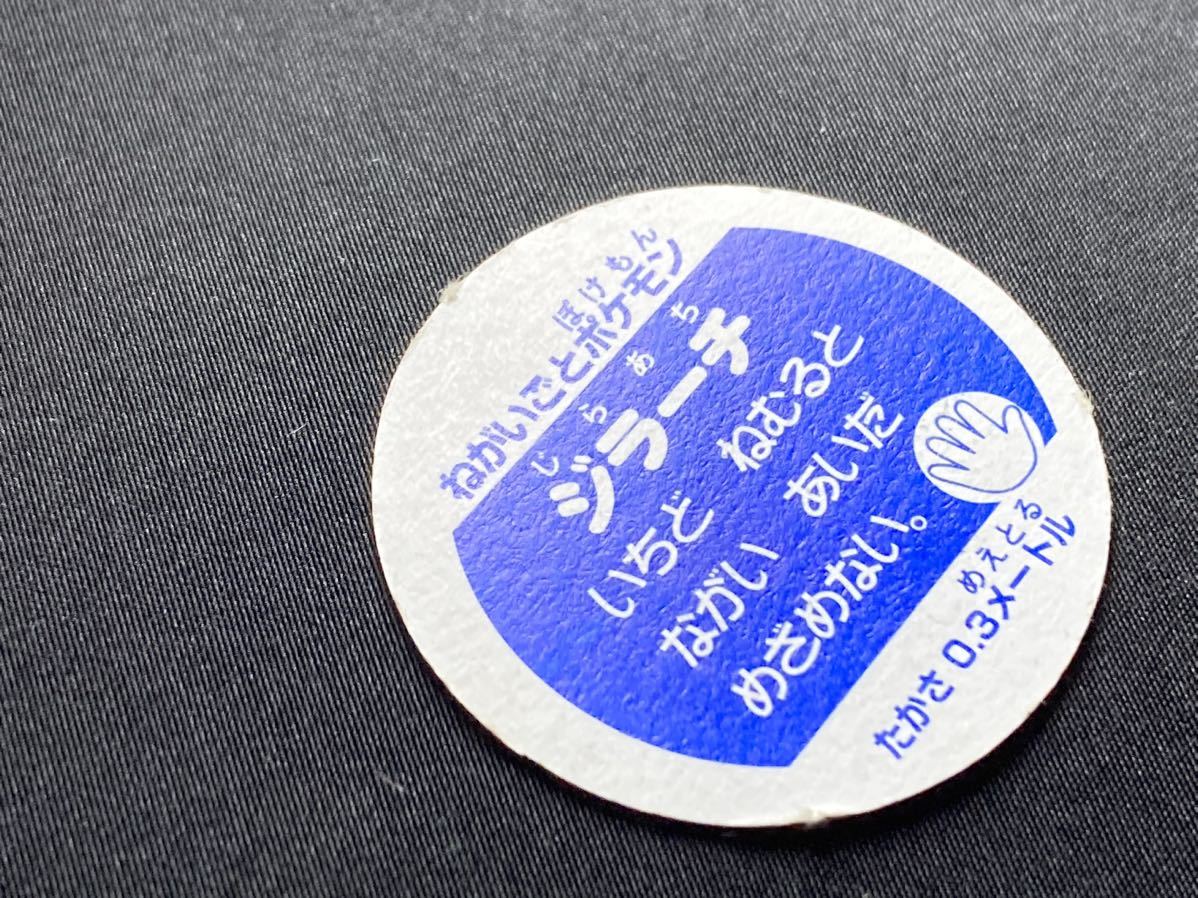 ぽけもん
ねがいごとポケモン
じらあち
ジラーチ
いちど ねむると
ながい あいだ
めざめない。
めえとる
たかさ 0.3メートル